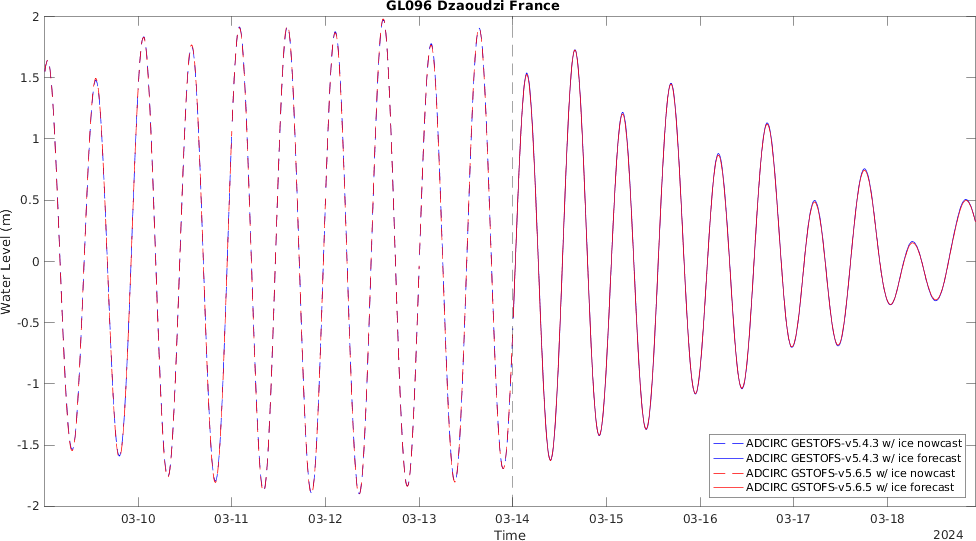 GL096 Dzaoudzi France
Water Level (m)
2
1.5
1
0.5
0
-0.5
-1
-1.5
-2
ADCIRC GESTOFS-v5.4.3 w/ ice nowcast
ADCIRC GESTOFS-v5.4.3 w/ ice forecast
ADCIRC GSTOFS-v5.6.5 w/ ice nowcast
ADCIRC GSTOFS-v5.6.5 w/ ice forecast
03-10 03-11 03-12 03-13 03-14 03-15 03-16 03-17 03-18
Time
2024